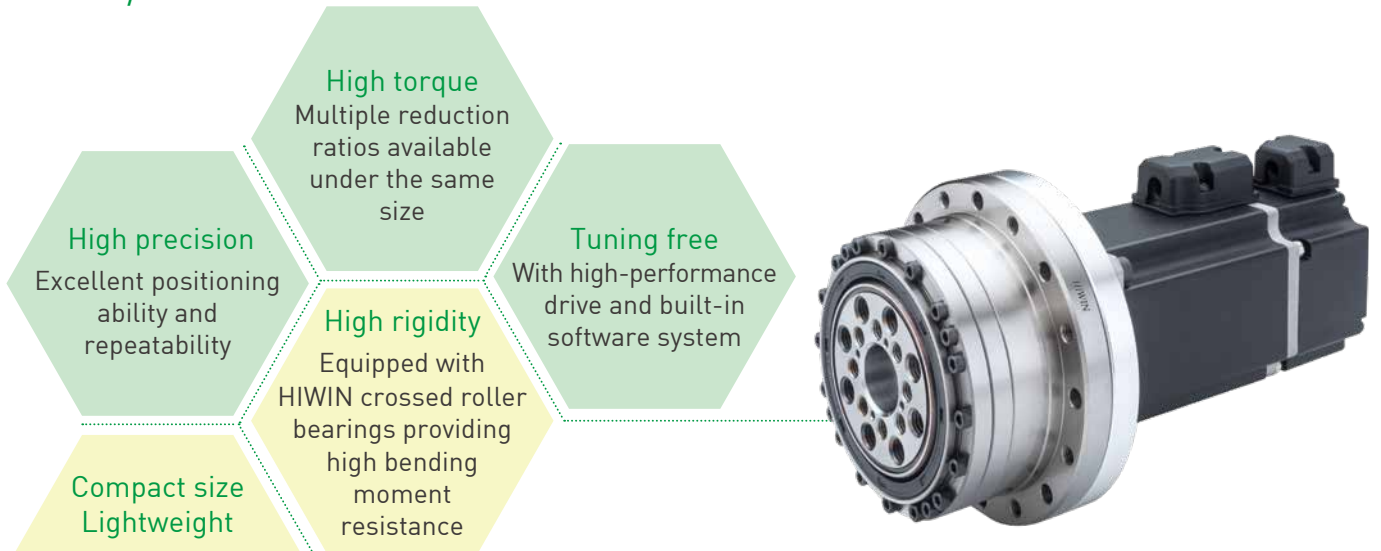 High torque
Multiple reduction
ratios available
under the same
size
High precision
Excellent positioning
ability and
repeatability
Tuning free
With high-performance
drive and built-in
software system
High rigidity
Equipped with
HIWIN crossed roller
bearings providing
high bending
moment
resistance
Compact size
Lightweight
HIWIN